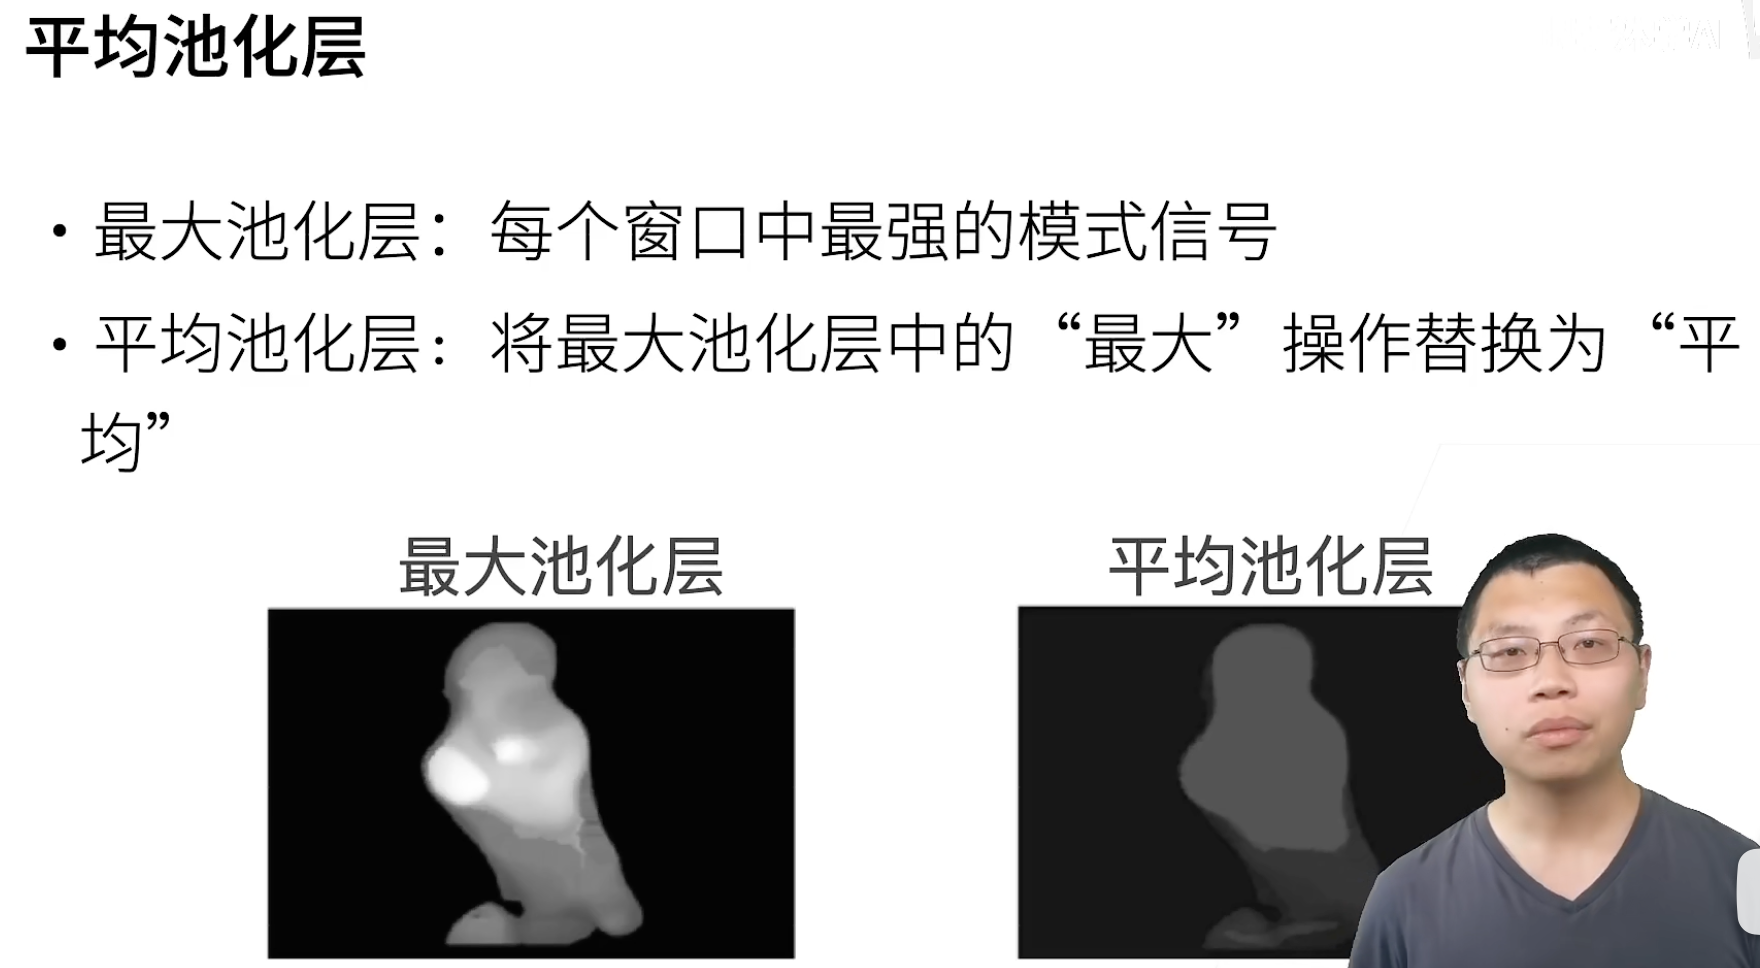 平均池化层
• 最大池化层：每个窗口中最强的模式信号
• 平均池化层：将最大池化层中的“最大”操作替换为“平
均”
最大池化层
平均池化层